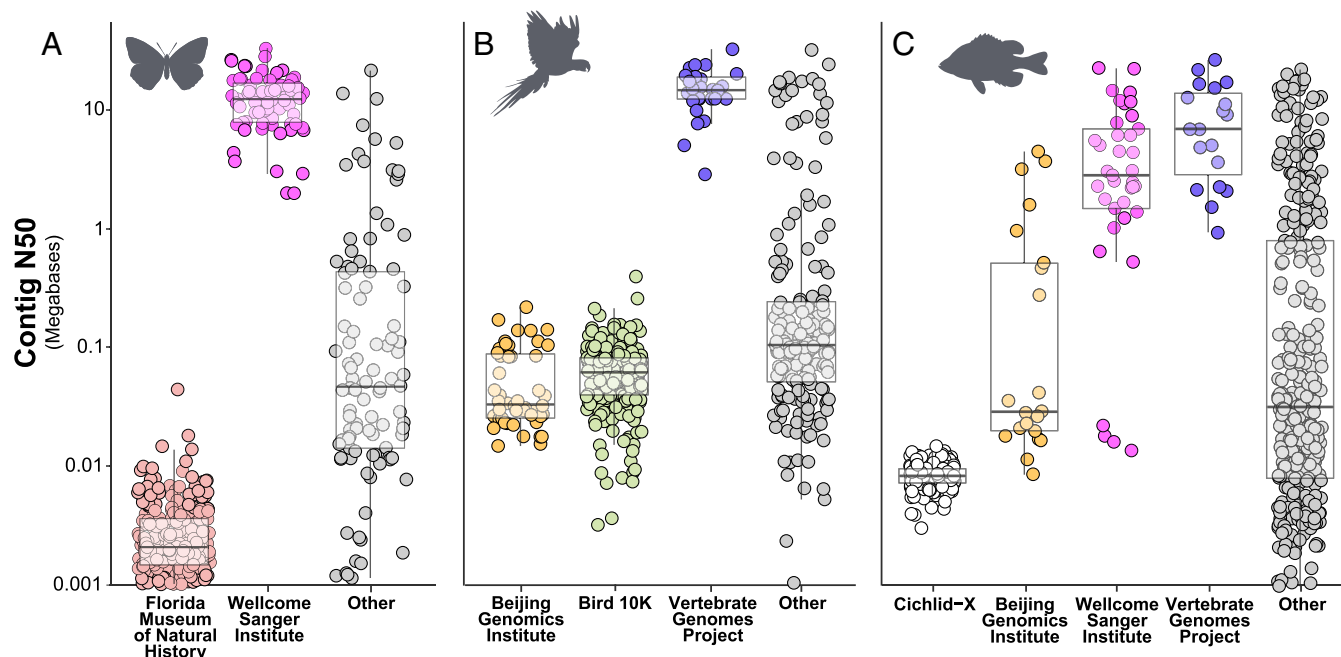 A
B
C
Contig N50
(Megabases)
10
1
0.1
0.01
0.001
Florida
Museum
of Natural
History
Wellcome
Sanger
Institute
Other
Beijing
Genomics
Institute
Bird 10K
Vertebrate
Genomes
Project
Other
Cichlid−X
Beijing
Genomics
Institute
Wellcome
Sanger
Institute
Vertebrate
Genomes
Project
Other